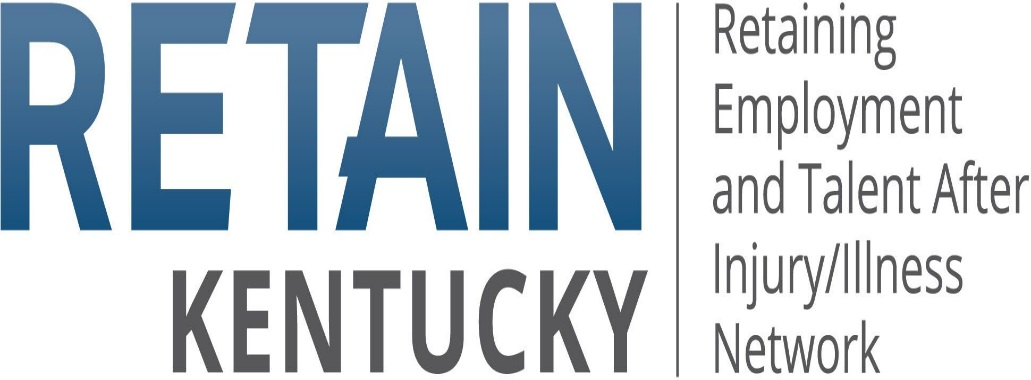 RETAIN
KENTUCKY
Retaining
Employment
and Talent After
Injury/Illness
Network